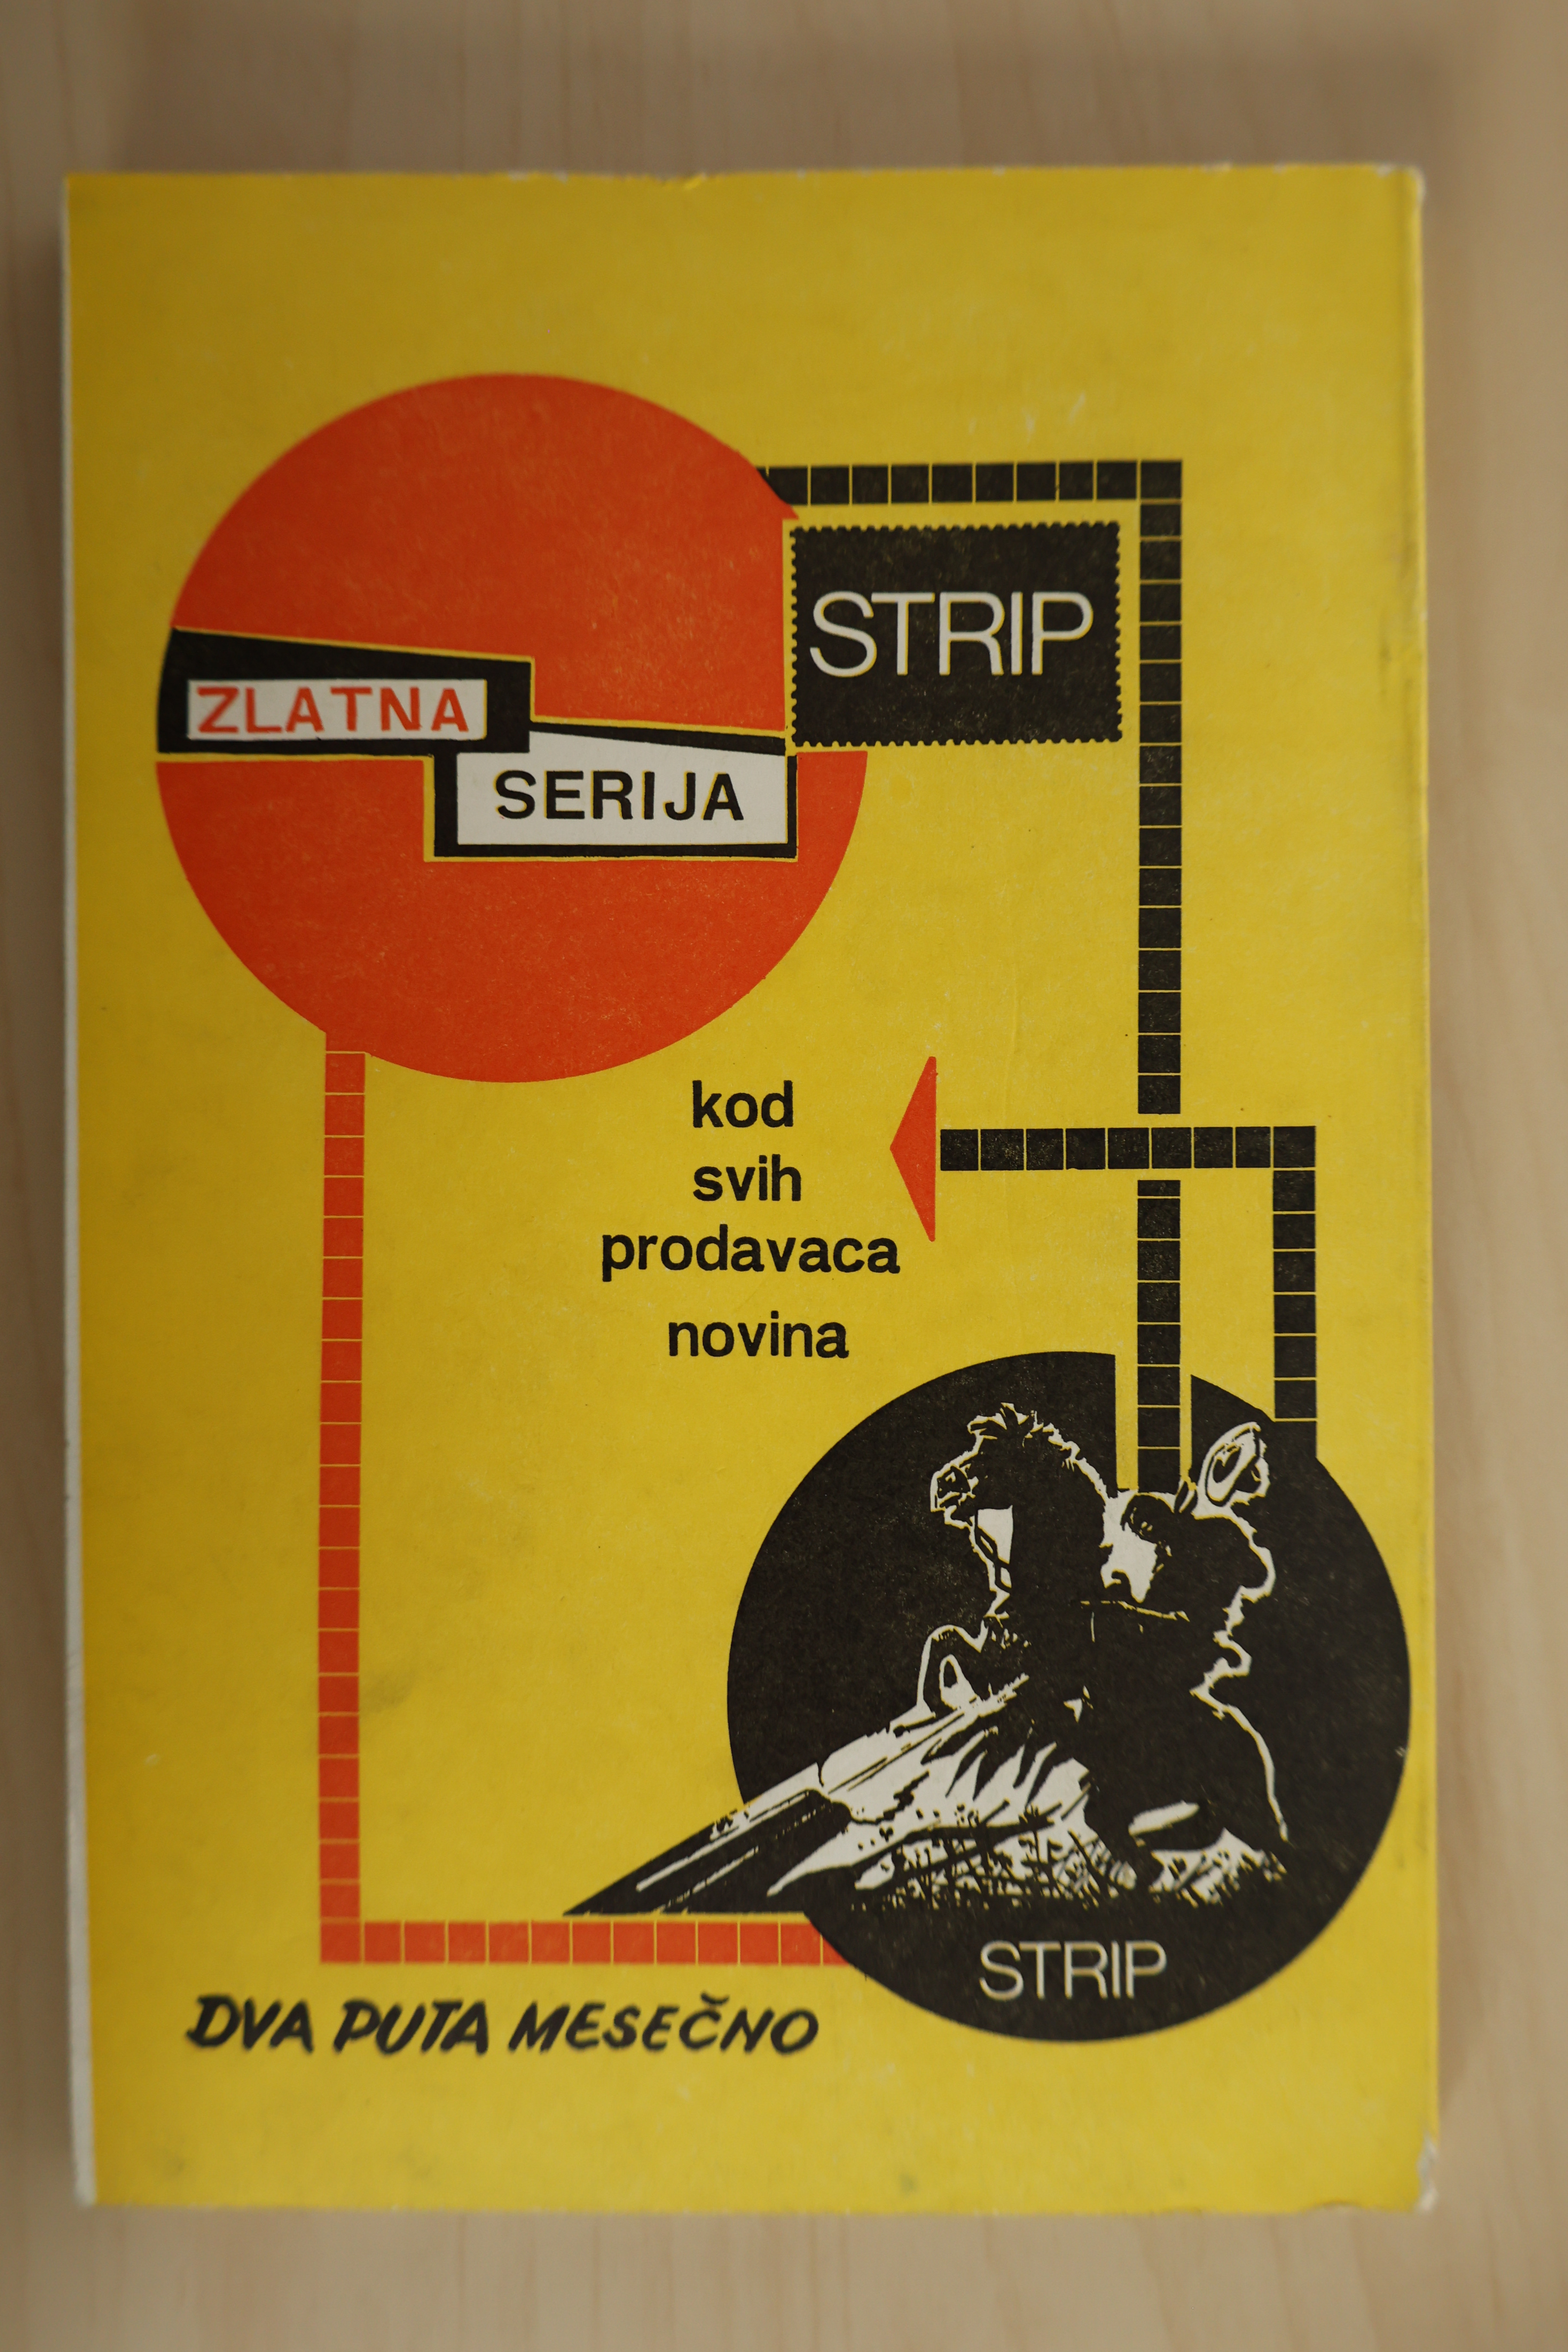 STRIP
ZLATNA
SERIJA
kod
svih
prodavaca
novina
STRIP
DVA PUTA MESEČNO